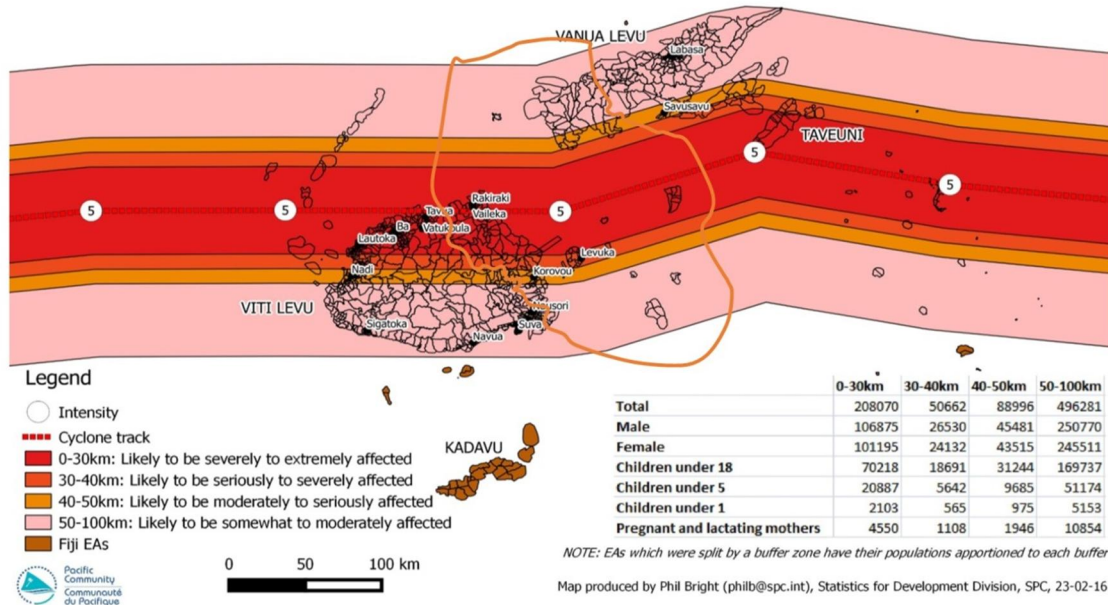 VANUA LEVU
Labasa
Savusavu
TAVEUNI
5
5
5
5
5
Rakiraki
Tavua
Vaileka
Ba
Vatukoula
Lautoka
Levuka
Nadi
Korovou
VITI LEVU
Nausori
Sigatoka
Suva
Navua
KADAVU
Legend
Intensity
Cyclone track
0-30km: Likely to be severely to extremely affected
30-40km: Likely to be seriously to severely affected
40-50km: Likely to be moderately to seriously affected
50-100km: Likely to be somewhat to moderately affected
Fiji EAs
Pacific
Community
Communauté
du Pacifique
0 50 100 km
0-30km 30-40km 40-50km 50-100km
Total 208070 50662 88996 496281
Male 106875 26530 45481 250770
Female 101195 24132 43515 245511
Children under 18 70218 18691 31244 169737
Children under 5 20887 5642 9685 51174
Children under 1 2103 565 975 5153
Pregnant and lactating mothers 4550 1108 1946 10854
NOTE: EAs which were split by a buffer zone have their populations apportioned to each buffer
Map produced by Phil Bright (philb@spc.int), Statistics for Development Division, SPC, 23-02-16